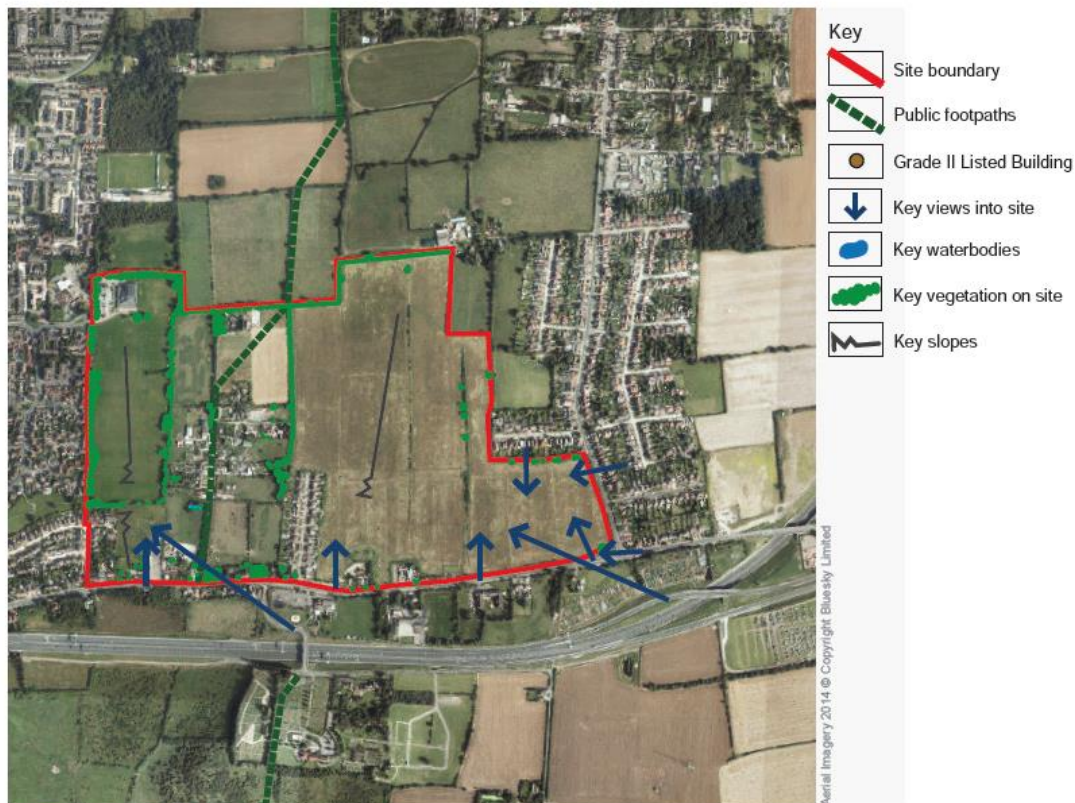 Key
Site boundary
Public footpaths
Grade II Listed Building
Key views into site
Key waterbodies
Key vegetation on site
Key slopes
Aerial Imagery 2014 © Copyright Bluesky Limited